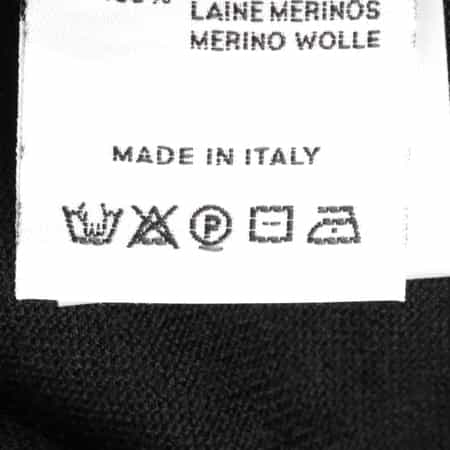 LAINE MERINOS
MERINO WOLLE
MADE IN ITALY
P